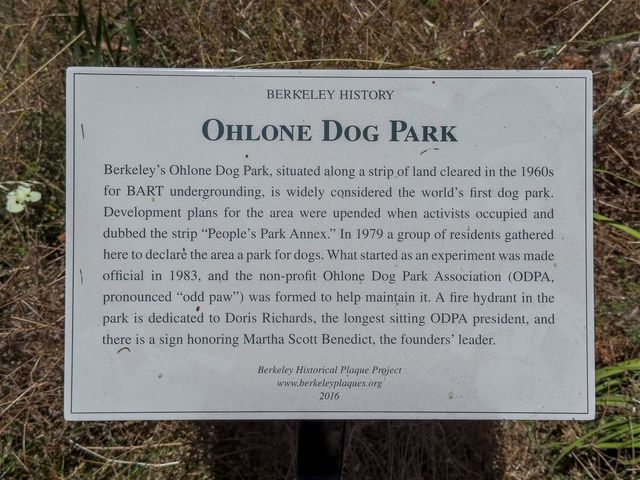 BERKELEY HISTORY
OHLONE DOG PARK
Berkeley's Ohlone Dog Park, situated along a strip of land cleared in the 1960s
for BART undergrounding, is widely considered the world's first dog park.
Development plans for the area were upended when activists occupied and
dubbed the strip “People's Park Annex.” In 1979 a group of residents gathered
here to declare the area a park for dogs. What started as an experiment was made
official in 1983, and the non-profit Ohlone Dog Park Association (ODPA,
pronounced “odd paw”) was formed to help maintain it. A fire hydrant in the
park is dedicated to Doris Richards, the longest sitting ODPA president, and
there is a sign honoring Martha Scott Benedict, the founders' leader.
Berkeley Historical Plaque Project
www.berkeleyplaques.org
2016